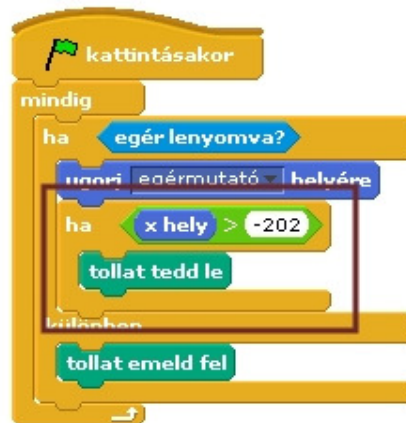 kattintásakor
mindig
ha egér lenyomva?
ugorj egérmutató helyére
ha x hely > -202
tollat tedd le
különben
tollat emeld fel